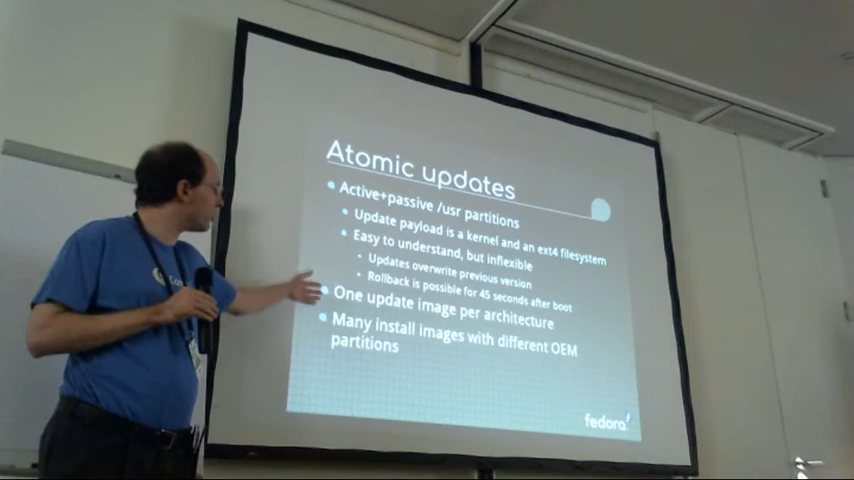 Atomic updates
Active+passive /usr partitions
Update payload is a kernel and an ext4 filesystem
Easy to understand, but inflexible
Updates overwrite previous version
Rollback is possible for 45 seconds after boot
One update image per architecture
Many install images with different OEM
partitions
fedora